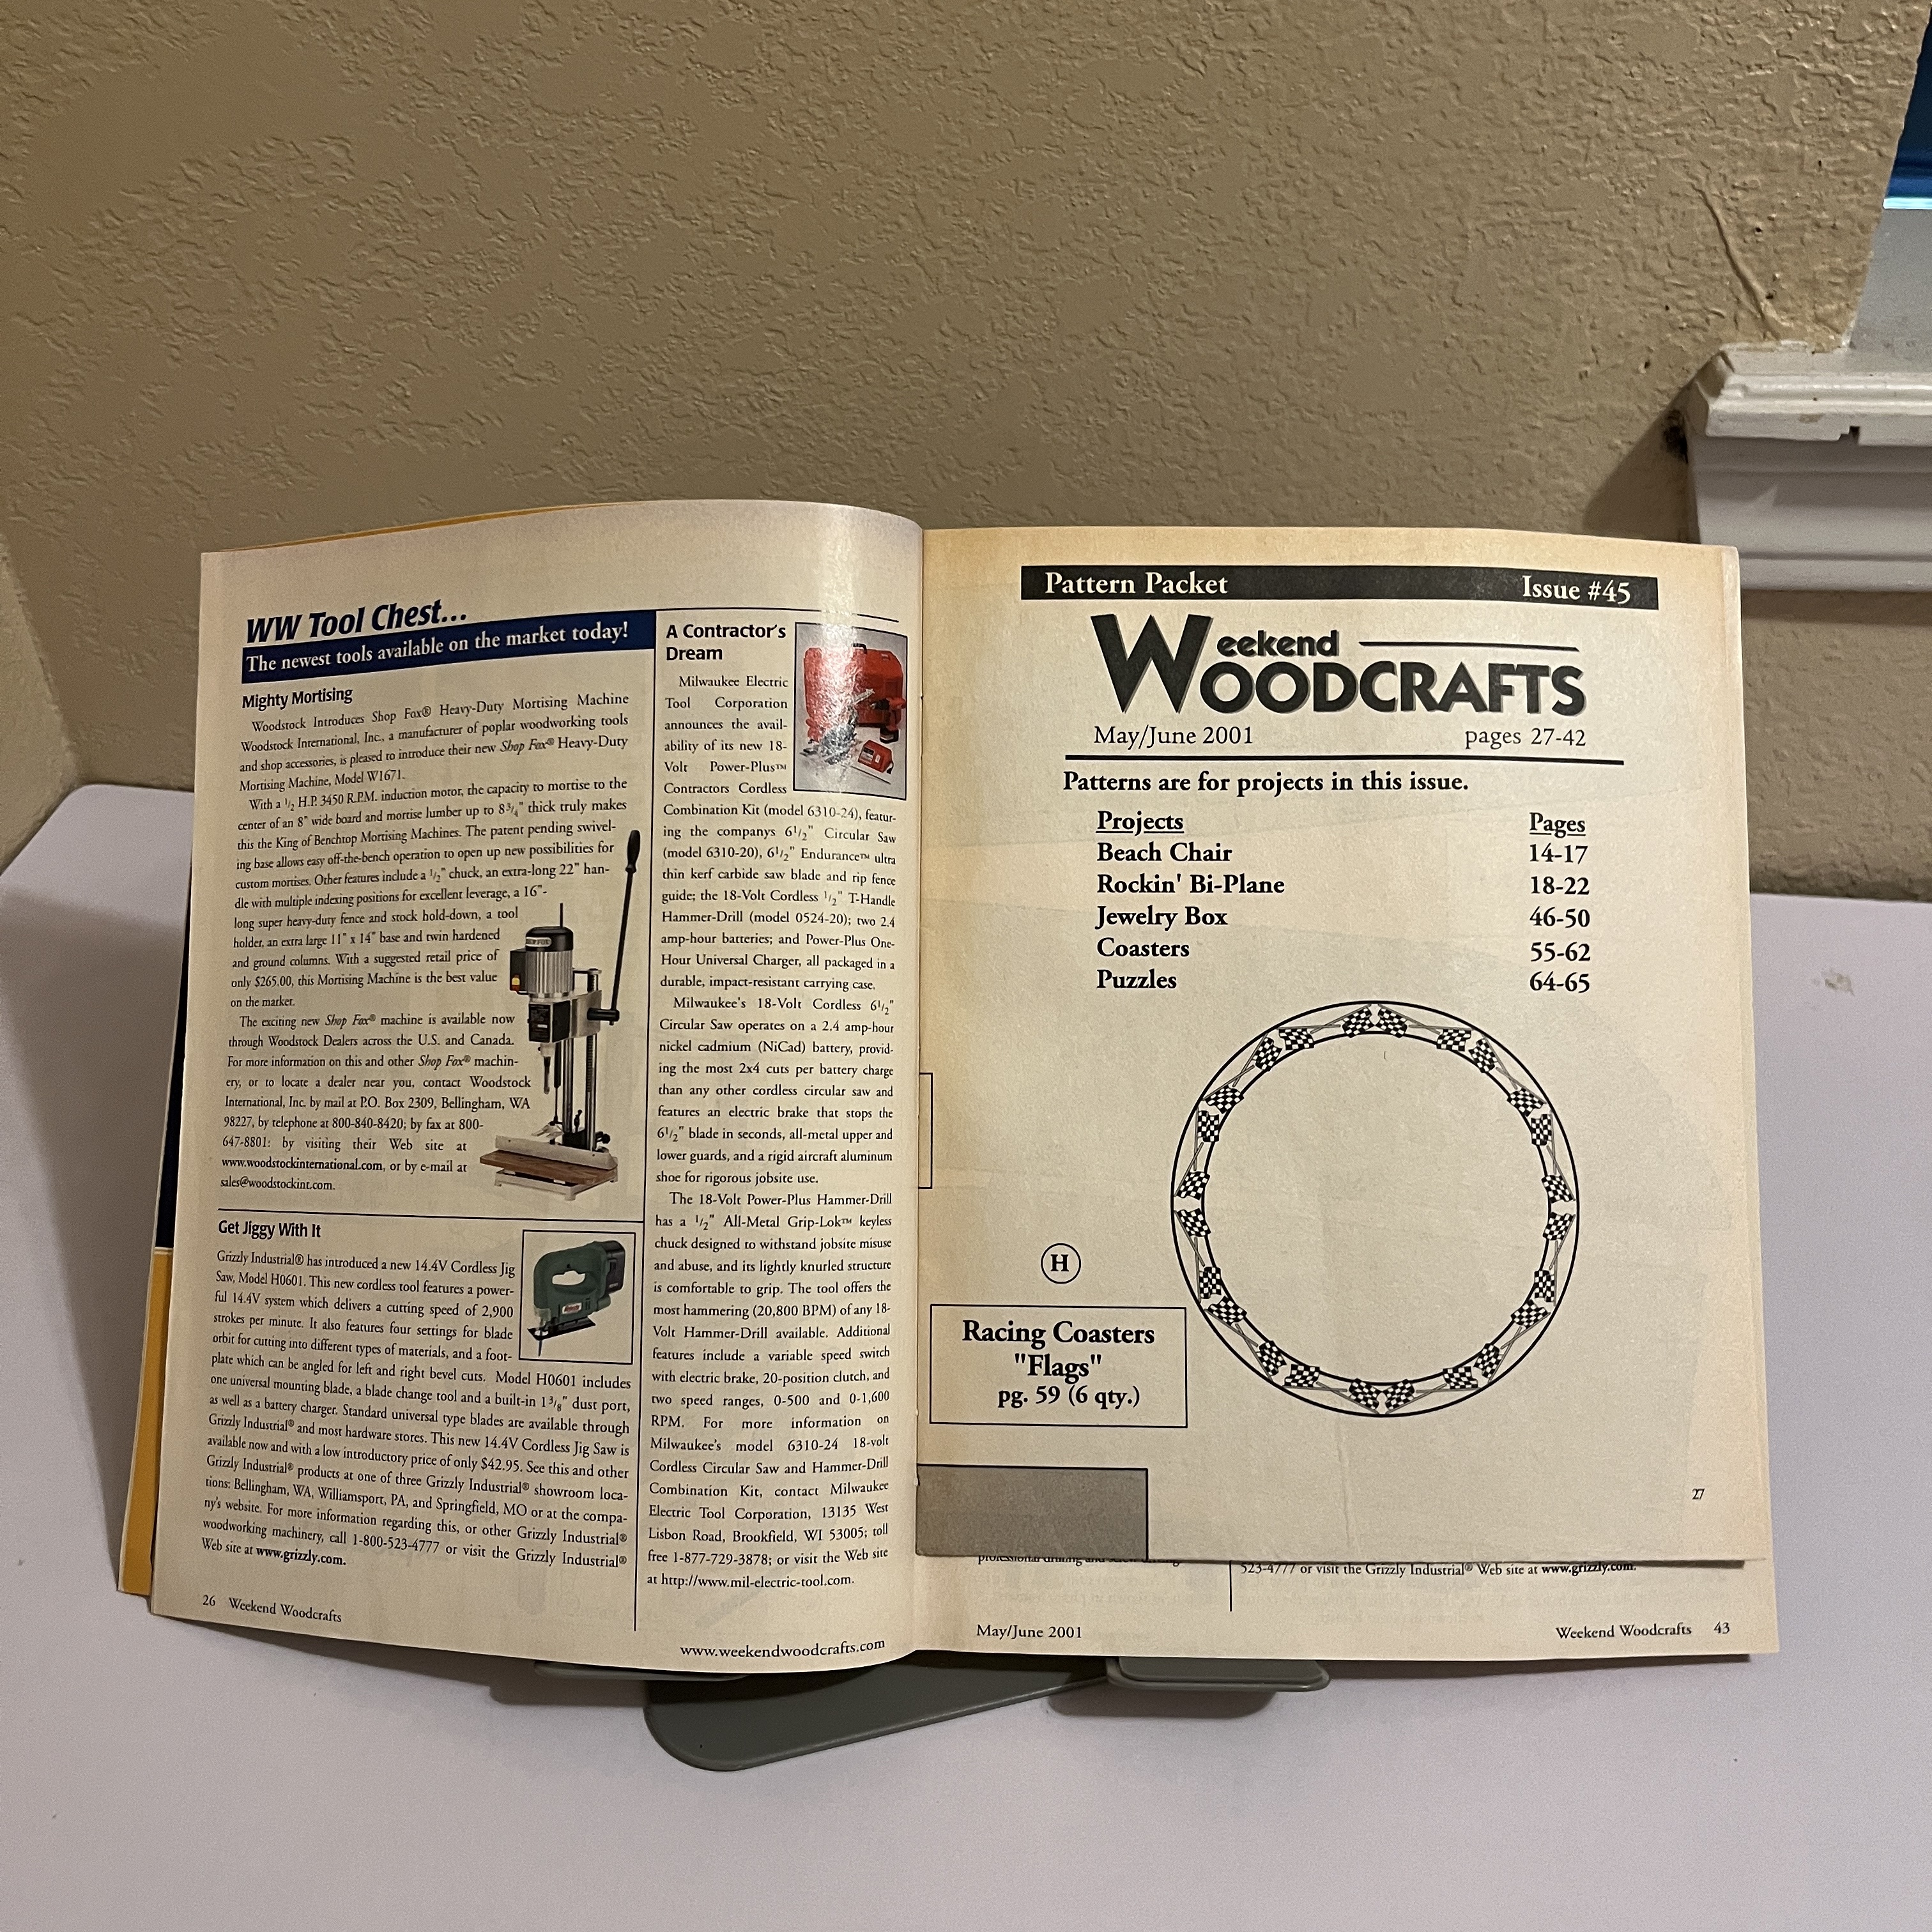 WW Tool Chest...
The newest tools available on the market today!
Mighty Mortising
Woodstock Introduces Shop Fox® Heavy-Duty Mortising Machine
Woodstock International, Inc., a manufacturer of poplar woodworking tools
and shop accessories, is pleased to introduce their new Shop Fox® Heavy-Duty
Mortising Machine, Model W1671.
With a 1/2 H.P. 3450 R.P.M. induction motor, the capacity to mortise to the
center of an 8" wide board and mortise lumber up to 8 3/4" thick truly makes
this the King of Benchtop Mortising Machines. The patent pending swivel-
ing base allows easy off-the-bench operation to open up new possibilities for
custom mortises. Other features include a 1/2" chuck, an extra-long 22" han-
dle with multiple indexing positions for excellent leverage, a 16"-
long super heavy-duty fence and stock hold-down, a tool
holder, an extra large 11" x 14" base and twin hardened
and ground columns. With a suggested retail price of
only $265.00, this Mortising Machine is the best value
on the market.
The exciting new Shop Fox® machine is available now
through Woodstock Dealers across the U.S. and Canada.
For more information on this and other Shop Fox® machin-
ery, or to locate a dealer near you, contact Woodstock
International, Inc. by mail at P.O. Box 2309, Bellingham, WA
98227, by telephone at 800-840-8420; by fax at 800-
647-8801: by visiting their Web site at
www.woodstockinternational.com, or by e-mail at
sales@woodstockint.com.
Get Jiggy With It
Grizzly Industrial® has introduced a new 14.4V Cordless Jig
Saw, Model H0601. This new cordless tool features a power-
ful 14.4V system which delivers a cutting speed of 2,900
strokes per minute. It also features four settings for blade
orbit for cutting into different types of materials, and a foot-
plate which can be angled for left and right bevel cuts. Model H0601 includes
one universal mounting blade, a blade change tool and a built-in 1 3/8" dust port,
as well as a battery charger. Standard universal type blades are available through
Grizzly Industrial® and most hardware stores. This new 14.4V Cordless Jig Saw is
available now and with a low introductory price of only $42.95. See this and other
Grizzly Industrial® products at one of three Grizzly Industrial® showroom loca-
tions: Bellingham, WA, Williamsport, PA, and Springfield, MO or at the compa-
ny's website. For more information regarding this, or other Grizzly Industrial®
woodworking machinery, call 1-800-523-4777 or visit the Grizzly Industrial®
Web site at www.grizzly.com.
26 Weekend Woodcrafts
A Contractor's
Dream
Milwaukee Electric
Tool Corporation
announces the avail-
ability of its new 18-
Volt Power-Plus™
Contractors Cordless
Combination Kit (model 6310-24), featur-
ing the companys 6 1/2" Circular Saw
(model 6310-20), 6 1/2" Endurance™ ultra
thin kerf carbide saw blade and rip fence
guide; the 18-Volt Cordless 1/2" T-Handle
Hammer-Drill (model 0524-20); two 2.4
amp-hour batteries; and Power-Plus One-
Hour Universal Charger, all packaged in a
durable, impact-resistant carrying case.
Milwaukee's 18-Volt Cordless 6 1/2"
Circular Saw operates on a 2.4 amp-hour
nickel cadmium (NiCad) battery, provid-
ing the most 2x4 cuts per battery charge
than any other cordless circular saw and
features an electric brake that stops the
6 1/2" blade in seconds, all-metal upper and
lower guards, and a rigid aircraft aluminum
shoe for rigorous jobsite use.
The 18-Volt Power-Plus Hammer-Drill
has a 1/2" All-Metal Grip-Lok™ keyless
chuck designed to withstand jobsite misuse
and abuse, and its lightly knurled structure
is comfortable to grip. The tool offers the
most hammering (20,800 BPM) of any 18-
Volt Hammer-Drill available. Additional
features include a variable speed switch
with electric brake, 20-position clutch, and
two speed ranges, 0-500 and 0-1,600
RPM. For more information on
Milwaukee's model 6310-24 18-volt
Cordless Circular Saw and Hammer-Drill
Combination Kit, contact Milwaukee
Electric Tool Corporation, 13135 West
Lisbon Road, Brookfield, WI 53005; toll
free 1-877-729-3878; or visit the Web site
at http://www.mil-electric-tool.com.
www.weekendwoodcrafts.com
Pattern Packet Issue #45
Weekend
WOODCRAFTS
May/June 2001 pages 27-42
Patterns are for projects in this issue.
Projects Pages
Beach Chair 14-17
Rockin' Bi-Plane 18-22
Jewelry Box 46-50
Coasters 55-62
Puzzles 64-65
H
Racing Coasters
"Flags"
pg. 59 (6 qty.)
27
523-4777 or visit the Grizzly Industrial® Web site at www.grizzly.com.
May/June 2001 Weekend Woodcrafts 43